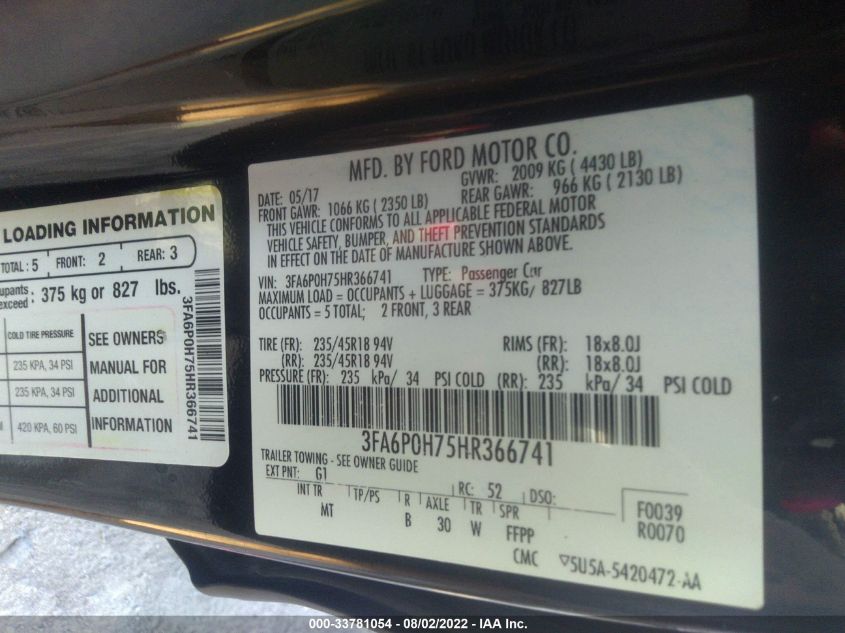 LOADING INFORMATION
TOTAL: 5 FRONT: 2 REAR: 3
375 kg or 827 lbs.
COLD TIRE PRESSURE
235 KPA, 34 PSI
235 KPA, 34 PSI
420 KPA, 60 PSI
SEE OWNERS
MANUAL FOR
ADDITIONAL
INFORMATION
3FA6P0H75HR366741
MFD. BY FORD MOTOR CO.
DATE: 05/17 GVWR: 2009 KG ( 4430 LB)
FRONT GAWR: 1066 KG ( 2350 LB) REAR GAWR: 966 KG ( 2130 LB)
THIS VEHICLE CONFORMS TO ALL APPLICABLE FEDERAL MOTOR
VEHICLE SAFETY, BUMPER, AND THEFT PREVENTION STANDARDS
IN EFFECT ON THE DATE OF MANUFACTURE SHOWN ABOVE.
VIN: 3FA6P0H75HR366741 TYPE: Passenger Car
MAXIMUM LOAD = OCCUPANTS + LUGGAGE = 375KG/ 827LB
OCCUPANTS = 5 TOTAL; 2 FRONT, 3 REAR
TIRE (FR): 235/45R18 94V RIMS (FR): 18x8.0J
(RR): 235/45R18 94V (RR): 18x8.0J
PRESSURE (FR): 235 kPa/ 34 PSI COLD (RR): 235 kPa/ 34 PSI COLD
3FA6P0H75HR366741
TRAILER TOWING - SEE OWNER GUIDE
EXT PNT: G1 RC: 52 DSO:
INT TR TP/PS R AXLE TR SPR
MT B 30 W FFPP
CMC
F0039
R0070
5U5A-5420472-AA
000-33781054 - 08/02/2022 - IAA Inc.